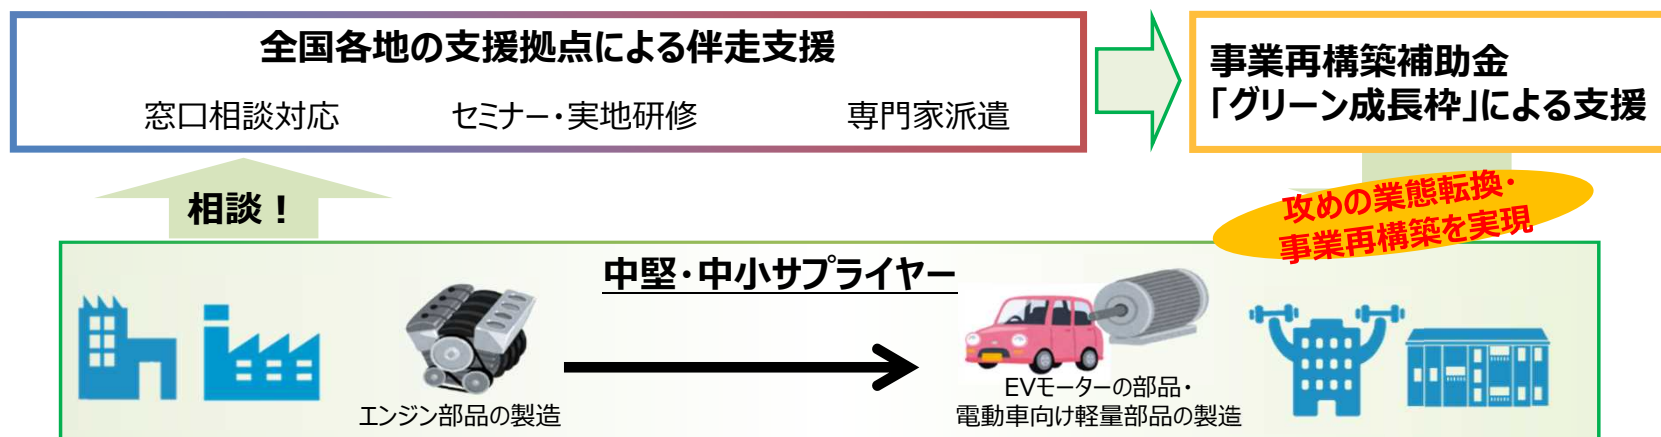 全国各地の支援拠点による伴走支援
窓口相談対応 セミナー・実地研修 専門家派遣
事業再構築補助金
「グリーン成長枠」による支援
相談！
攻めの業態転換・
事業再構築を実現
中堅・中小サプライヤー
エンジン部品の製造
EVモーターの部品・
電動車向け軽量部品の製造